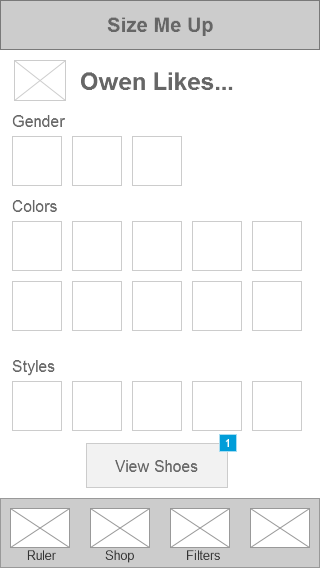 Size Me Up
Owen Likes...
Gender
Colors
Styles
1
View Shoes
Ruler
Shop
Filters